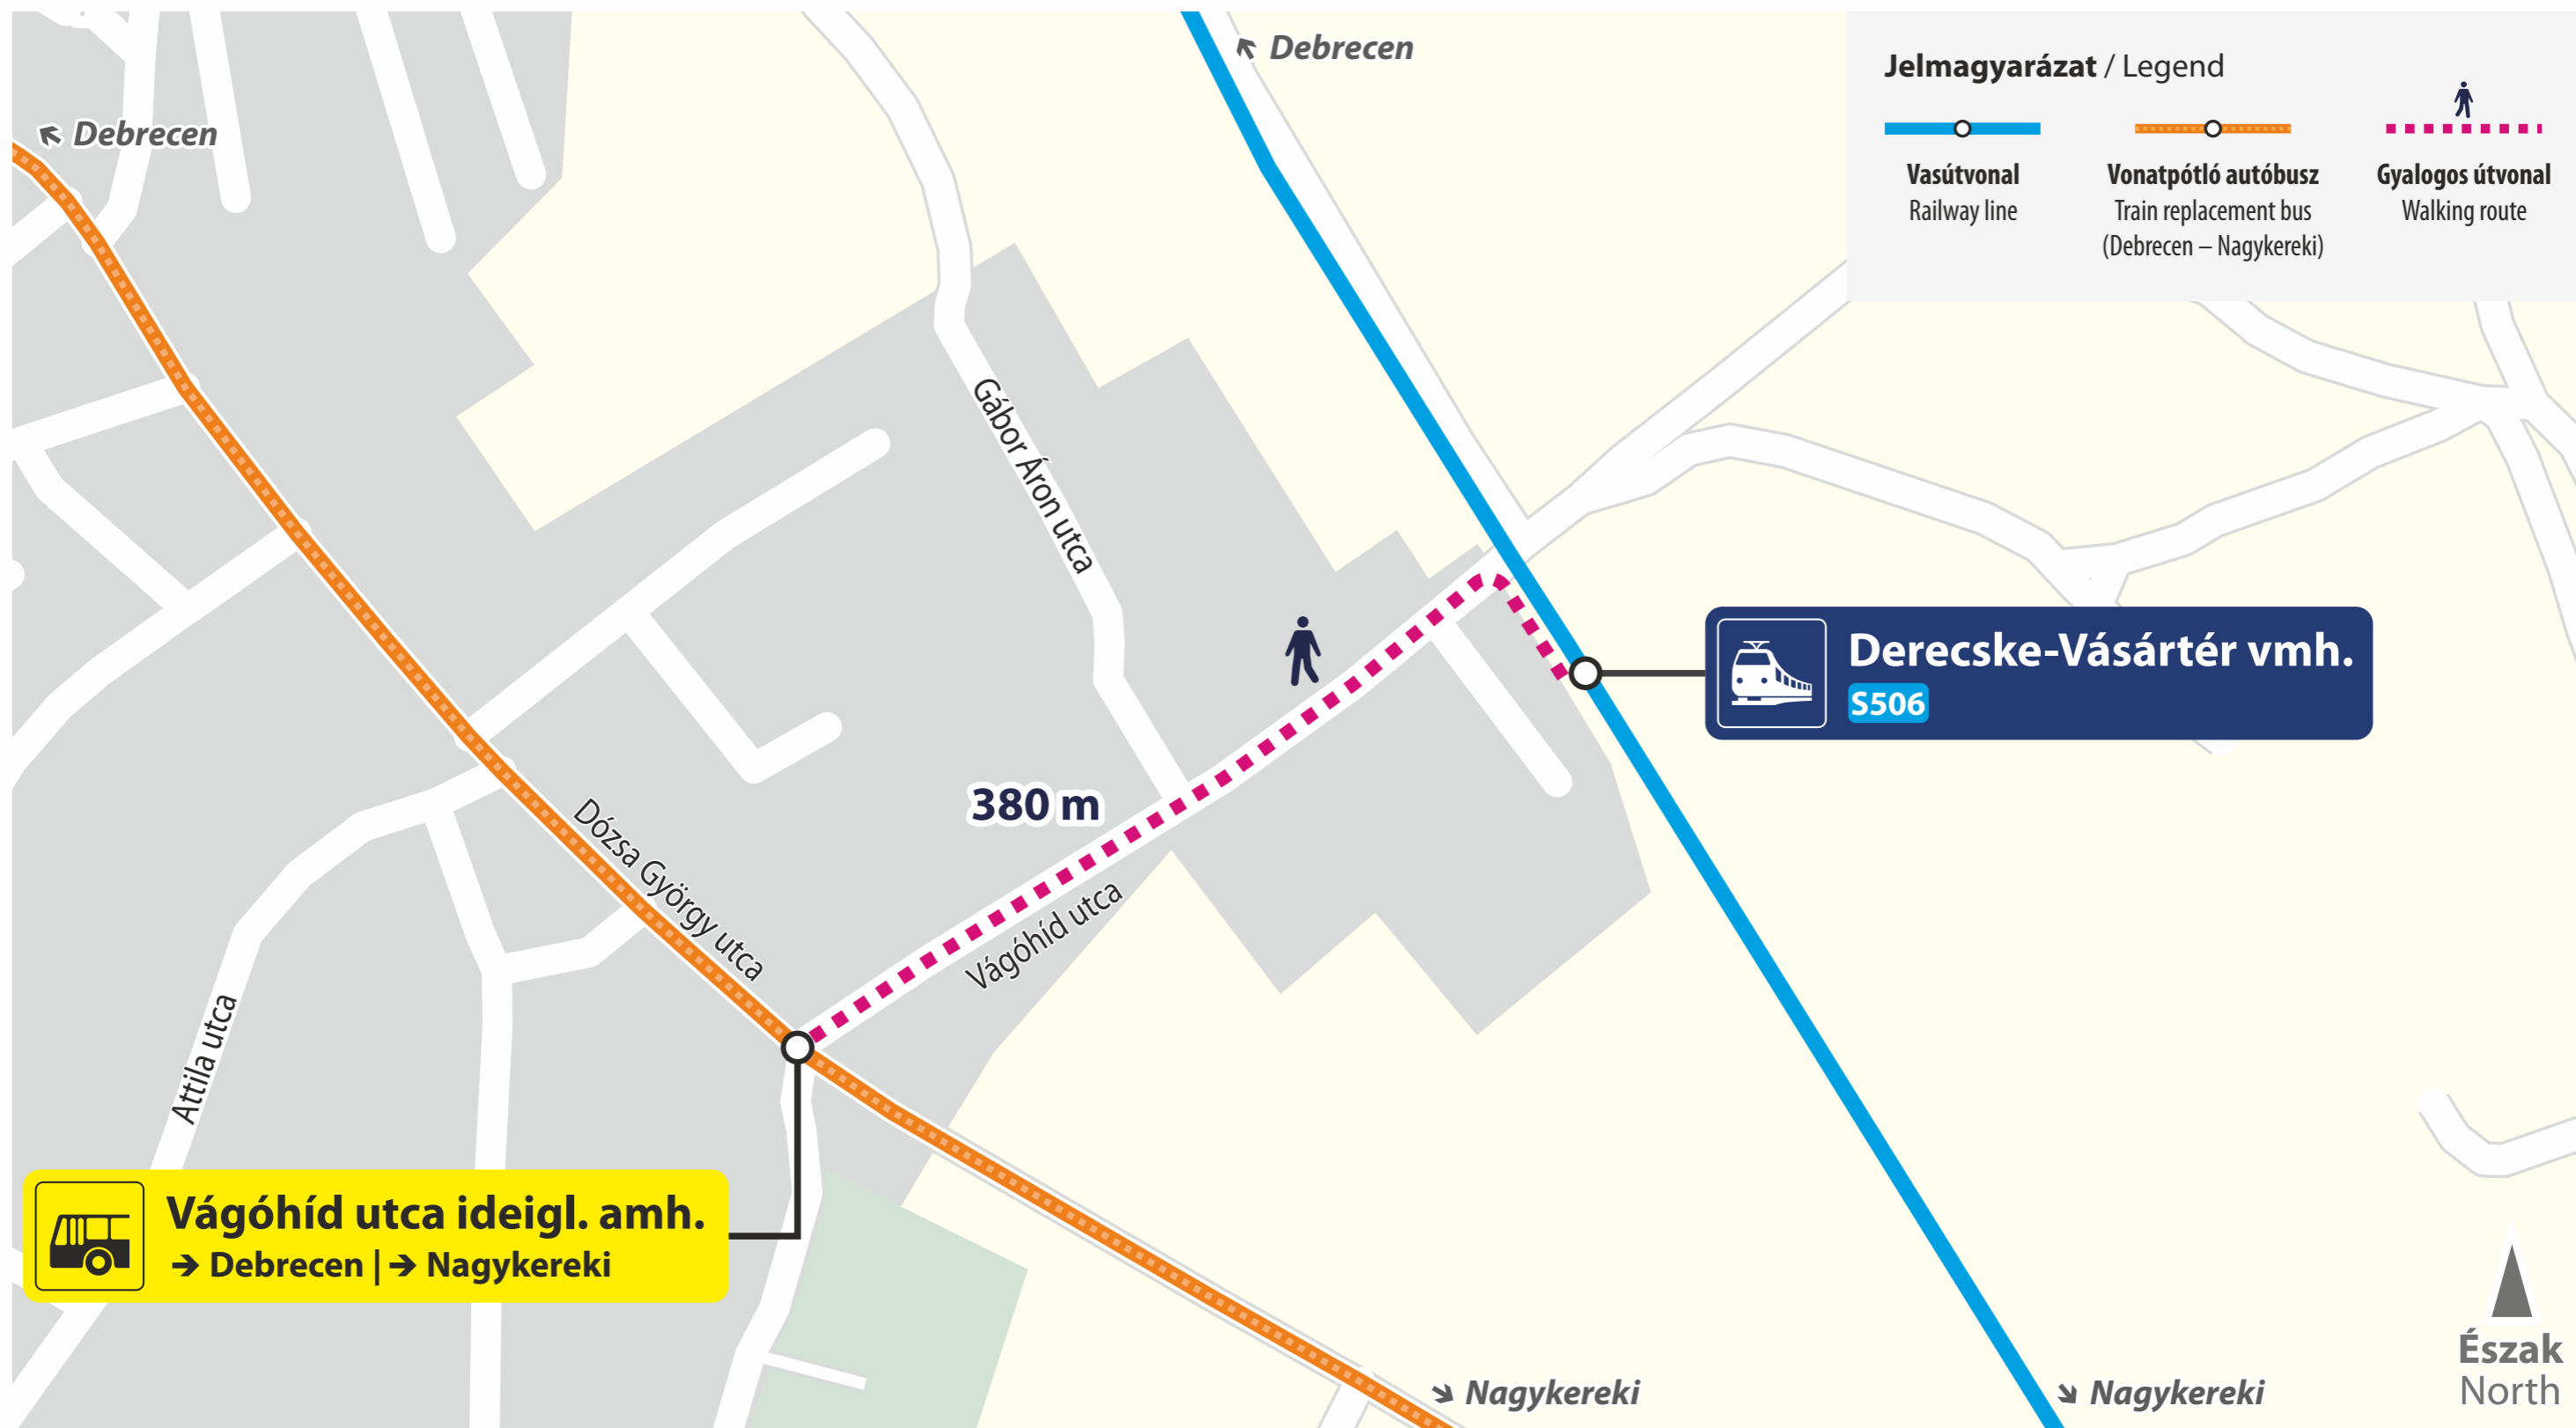 Debrecen
Debrecen
Jelmagyarázat / Legend
Vasútvonal
Railway line
Vonatpótló autóbusz
Train replacement bus
(Debrecen – Nagykereki)
Gyalogos útvonal
Walking route
Gábor Áron utca
Derecske-Vásártér vmh.
S506
380 m
Dózsa György utca
Vágóhíd utca
Attila utca
Vágóhíd utca ideigl. amh.
→ Debrecen | → Nagykereki
Nagykereki
Nagykereki
Észak
North